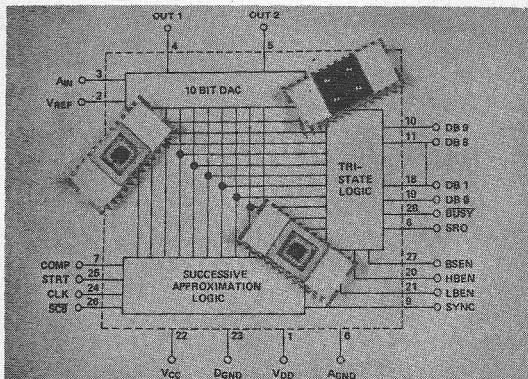 OUT 1 OUT 2
4 5
3
AIN
10 BIT DAC
2
VREF
10
DB 9
11
DB 8
TRI-
STATE
LOGIC
18
DB 1
19
DB 0
28
BUSY
8
SRO
7
COMP
27
BSEN
25
STRT
SUCCESSIVE
APPROXIMATION
LOGIC
20
HBEN
24
CLK
21
LBEN
26
SC8
9
SYNC
22 23 1 6
VCC DGND VDD AGND